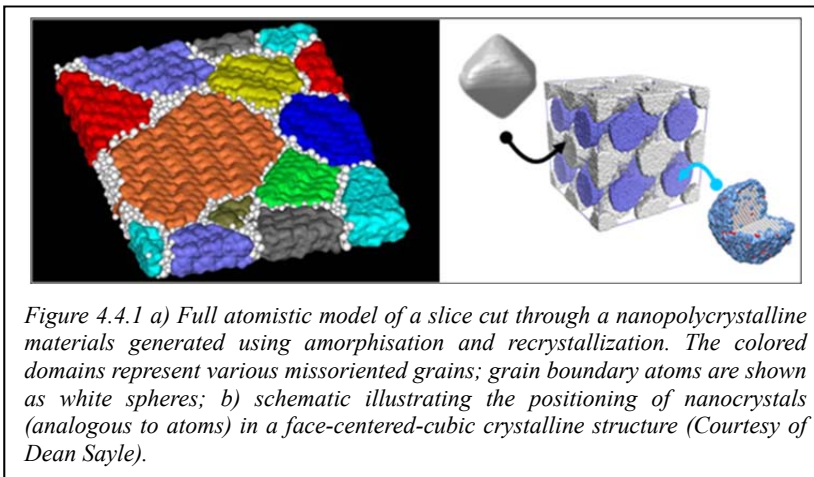 Figure 4.4.1 a) Full atomistic model of a slice cut through a nanopolycrystalline
materials generated using amorphisation and recrystallization. The colored
domains represent various missoriented grains; grain boundary atoms are shown
as white spheres; b) schematic illustrating the positioning of nanocrystals
(analogous to atoms) in a face-centered-cubic crystalline structure (Courtesy of
Dean Sayle).